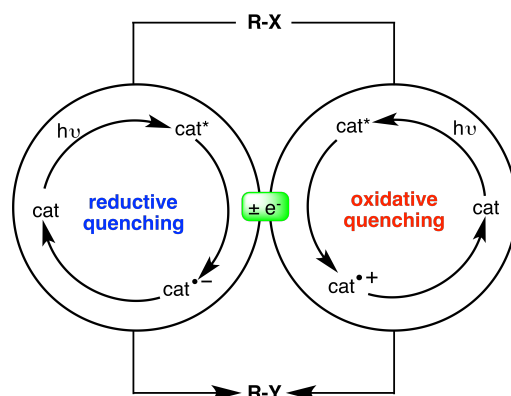 R-X
hυ
cat*
cat
reductive
quenching
cat•−
± e-
cat*
hυ
oxidative
quenching
cat
cat•+
R-Y